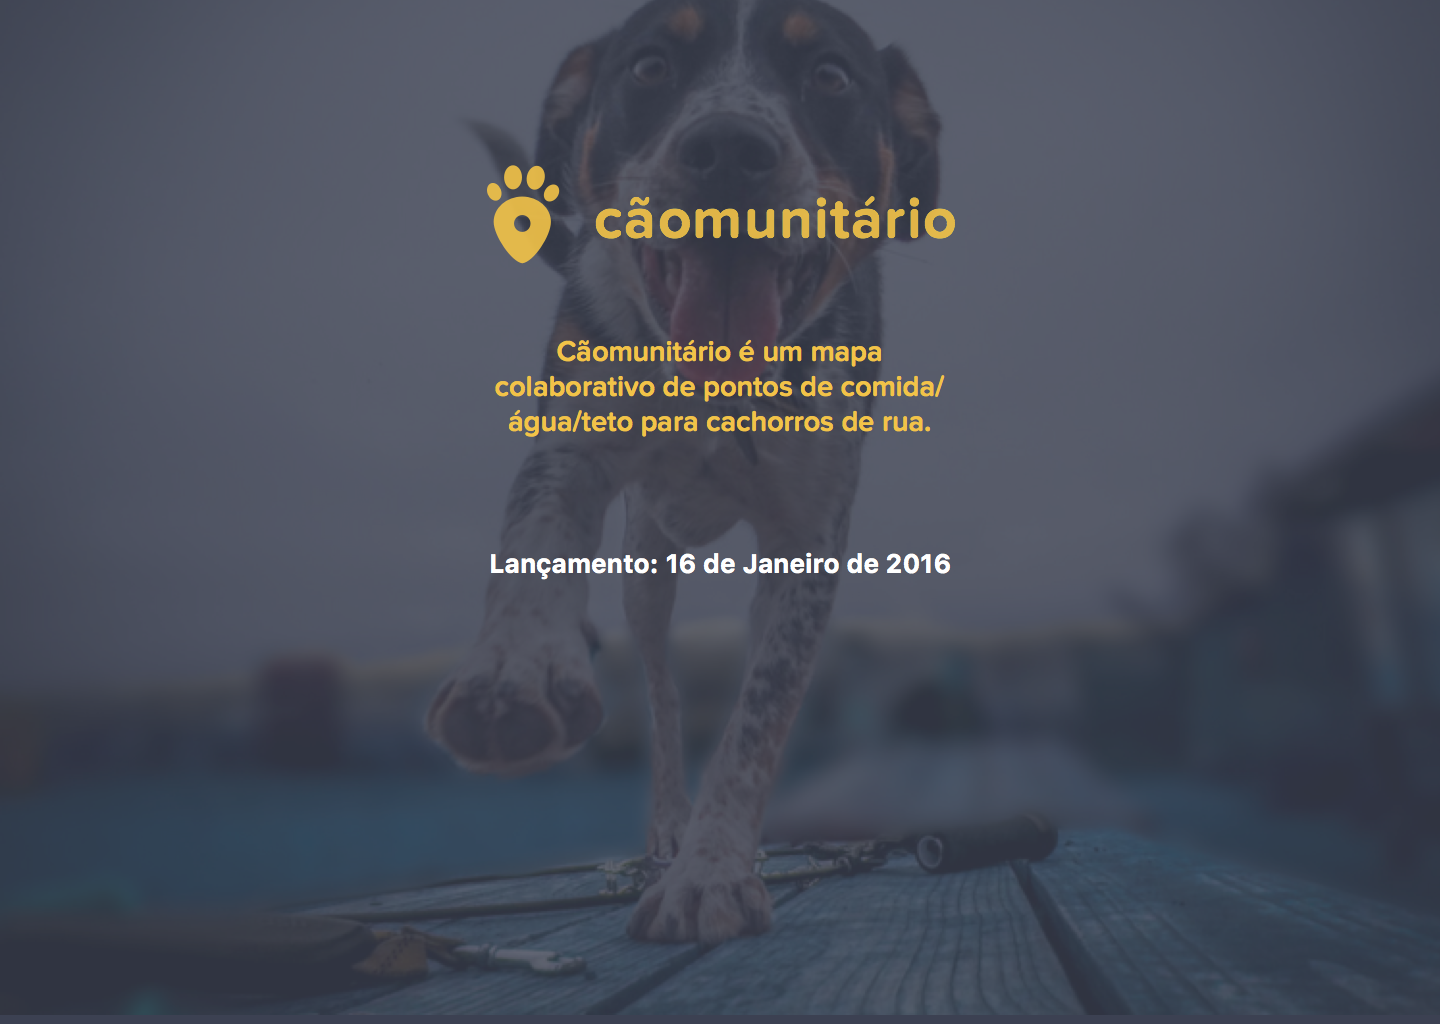 cãomunitário
Cãomunitário é um mapa
colaborativo de pontos de comida/
água/teto para cachorros de rua.
Lançamento: 16 de Janeiro de 2016